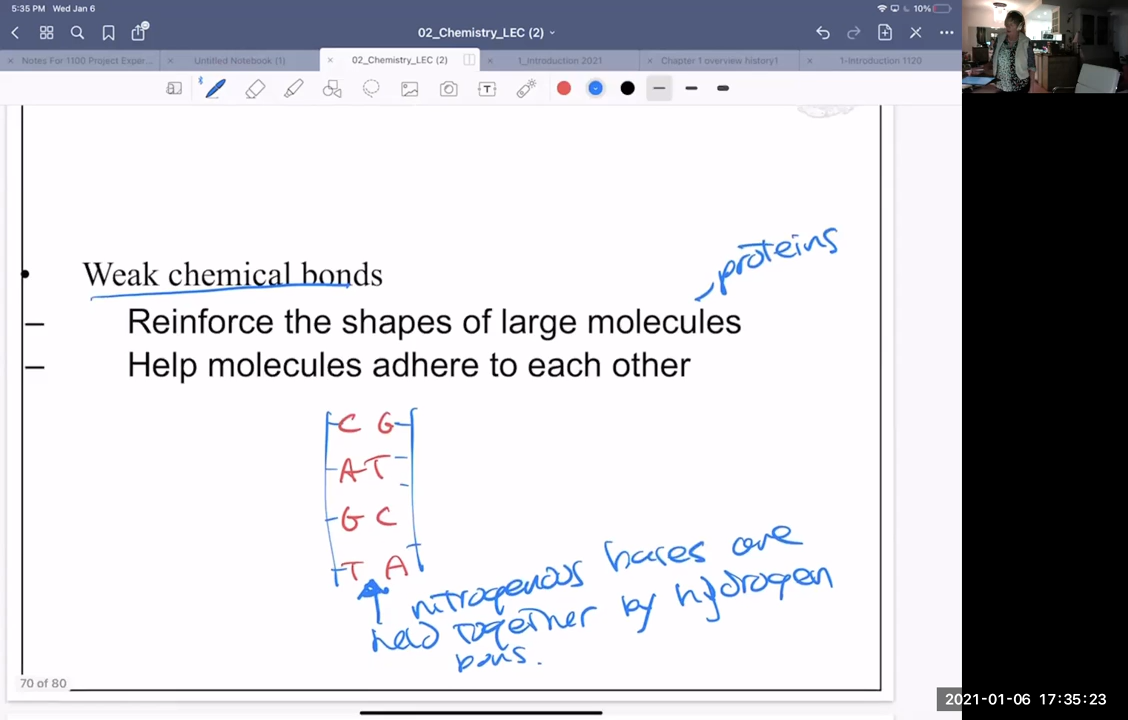 5:35 PM Wed Jan 6
10%
02_Chemistry_LEC (2)
Notes For 1100 Project Exper...
Untitled Notebook (1)
02_Chemistry_LEC (2)
1_Introduction 2021
Chapter 1 overview history1
1-Introduction 1120
proteins
• Weak chemical bonds
– Reinforce the shapes of large molecules
– Help molecules adhere to each other
C G
A T
G C
T A
nitrogenous bases are
held together by hydrogen
bons.
70 of 80
2021-01-06 17:35:23